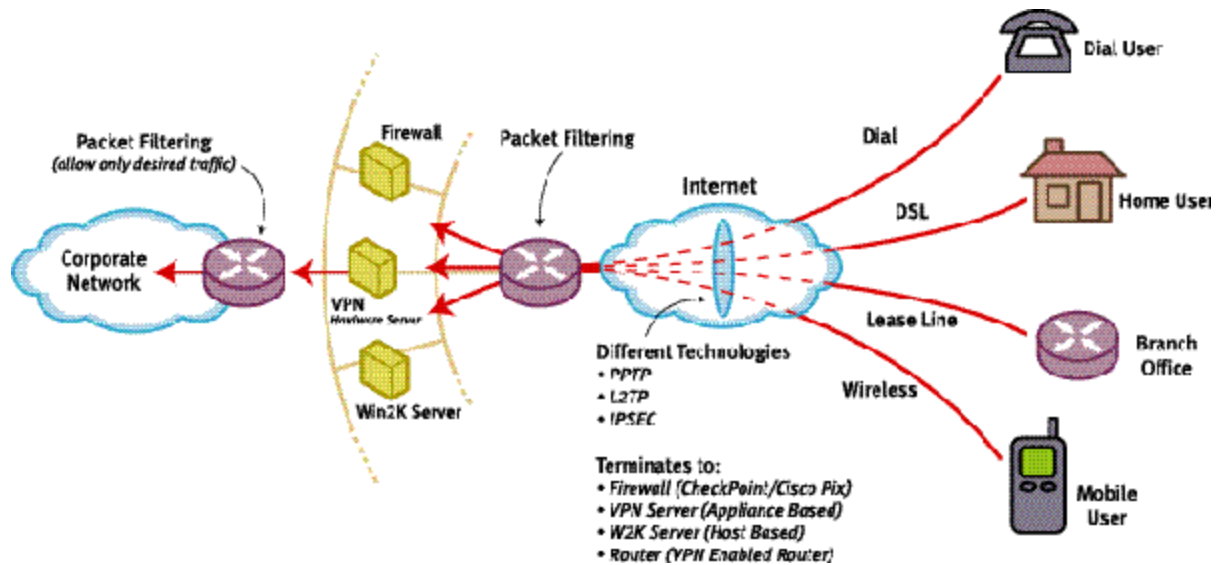 Dial User
Firewall
Packet Filtering
(allow only desired traffic)
Packet Filtering
Dial
Internet
Home User
DSL
Corporate
Network
VPN
Hardware Server
Lease Line
Branch
Office
Different Technologies
• PPTP
• L2TP
• IPSEC
Wireless
Win2K Server
Terminates to:
• Firewall (CheckPoint/Cisco Pix)
• VPN Server (Appliance Based)
• W2K Server (Host Based)
• Router (VPN Enabled Router)
Mobile
User